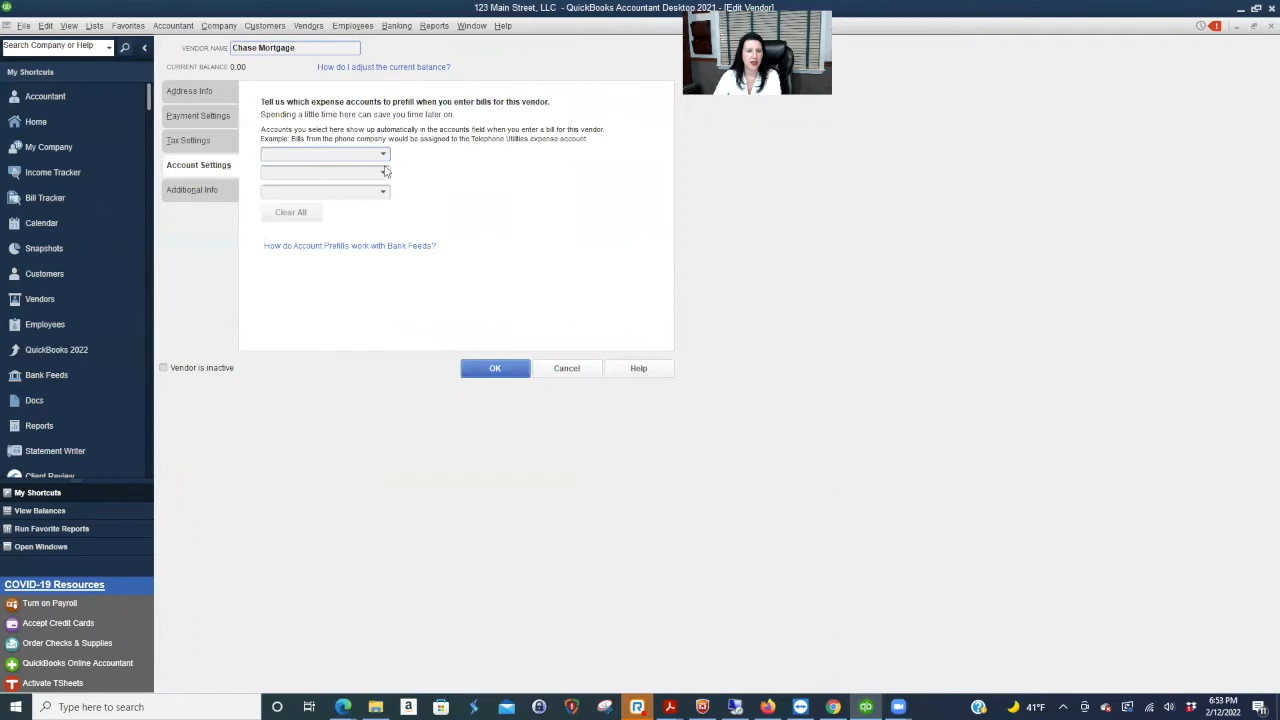 123 Main Street, LLC - QuickBooks Accountant Desktop 2021 - [Edit Vendor]
File Edit View Lists Favorites Accountant Company Customers Vendors Employees Banking Reports Window Help
Search Company or Help
My Shortcuts
Accountant
Home
My Company
Income Tracker
Bill Tracker
Calendar
Snapshots
Customers
Vendors
Employees
QuickBooks 2022
Bank Feeds
Docs
Reports
Statement Writer
Client Review
My Shortcuts
View Balances
Run Favorite Reports
Open Windows
COVID-19 Resources
Turn on Payroll
Accept Credit Cards
Order Checks & Supplies
QuickBooks Online Accountant
Activate TSheets
VENDOR NAME Chase Mortgage
CURRENT BALANCE 0.00 How do I adjust the current balance?
Address Info
Payment Settings
Tax Settings
Account Settings
Additional Info
Tell us which expense accounts to prefill when you enter bills for this vendor.
Spending a little time here can save you time later on.
Accounts you select here show up automatically in the accounts field when you enter a bill for this vendor.
Example: Bills from the phone company would be assigned to the Telephone Utilities expense account.
Clear All
How do Account Prefills work with Bank Feeds?
Vendor is inactive
OK Cancel Help
Type here to search
41°F
6:53 PM
2/12/2022